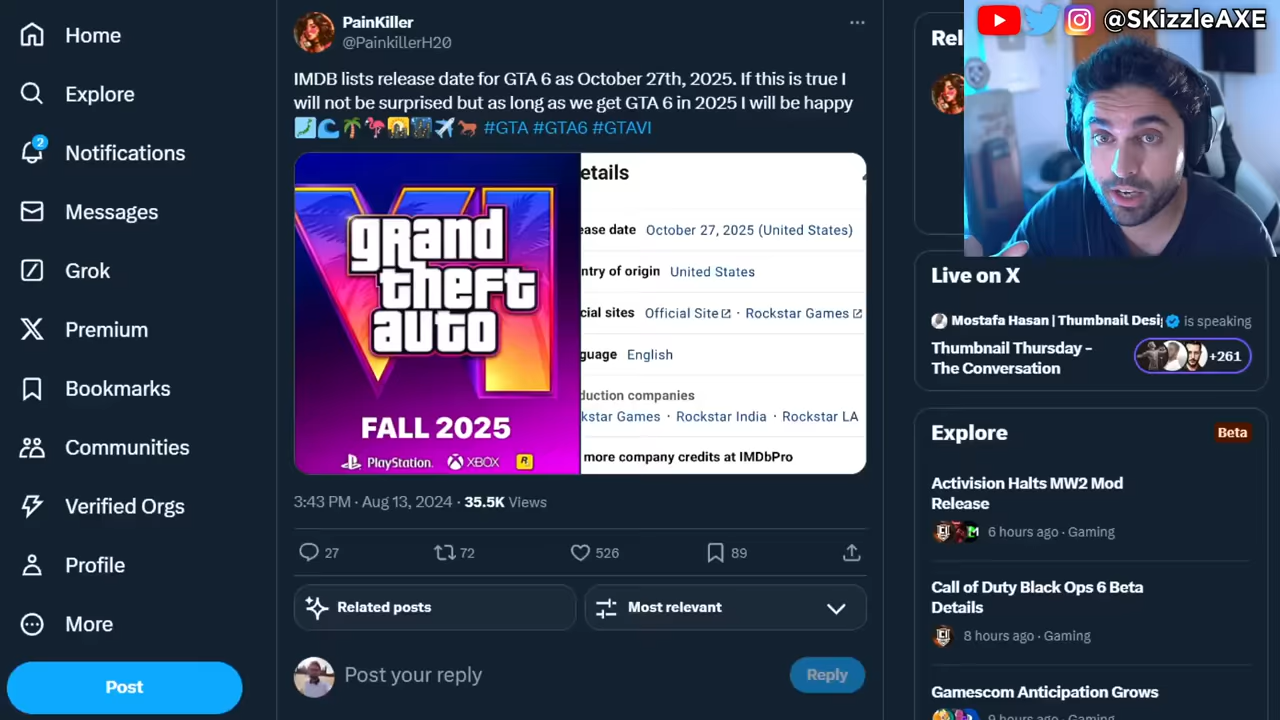 Home
Explore
2
Notifications
Messages
Grok
Premium
Bookmarks
Communities
Verified Orgs
Profile
More
Post
PainKiller
@PainkillerH20
IMDB lists release date for GTA 6 as October 27th, 2025. If this is true I
will not be surprised but as long as we get GTA 6 in 2025 I will be happy
#GTA #GTA6 #GTAVI
VI
grand
theft
auto
FALL 2025
PlayStation. XBOX R
etails
ease date October 27, 2025 (United States)
ntry of origin United States
cial sites Official Site · Rockstar Games
guage English
duction companies
kstar Games · Rockstar India · Rockstar LA
more company credits at IMDbPro
3:43 PM · Aug 13, 2024 · 35.5K Views
27 72 526 89
Related posts
Most relevant
Post your reply
Reply
@SKizzleAXE
Rel
Live on X
Mostafa Hasan | Thumbnail Desi is speaking
Thumbnail Thursday -
The Conversation
+261
Explore
Beta
Activision Halts MW2 Mod
Release
6 hours ago · Gaming
Call of Duty Black Ops 6 Beta
Details
8 hours ago · Gaming
Gamescom Anticipation Grows
9 hours ago · Gaming